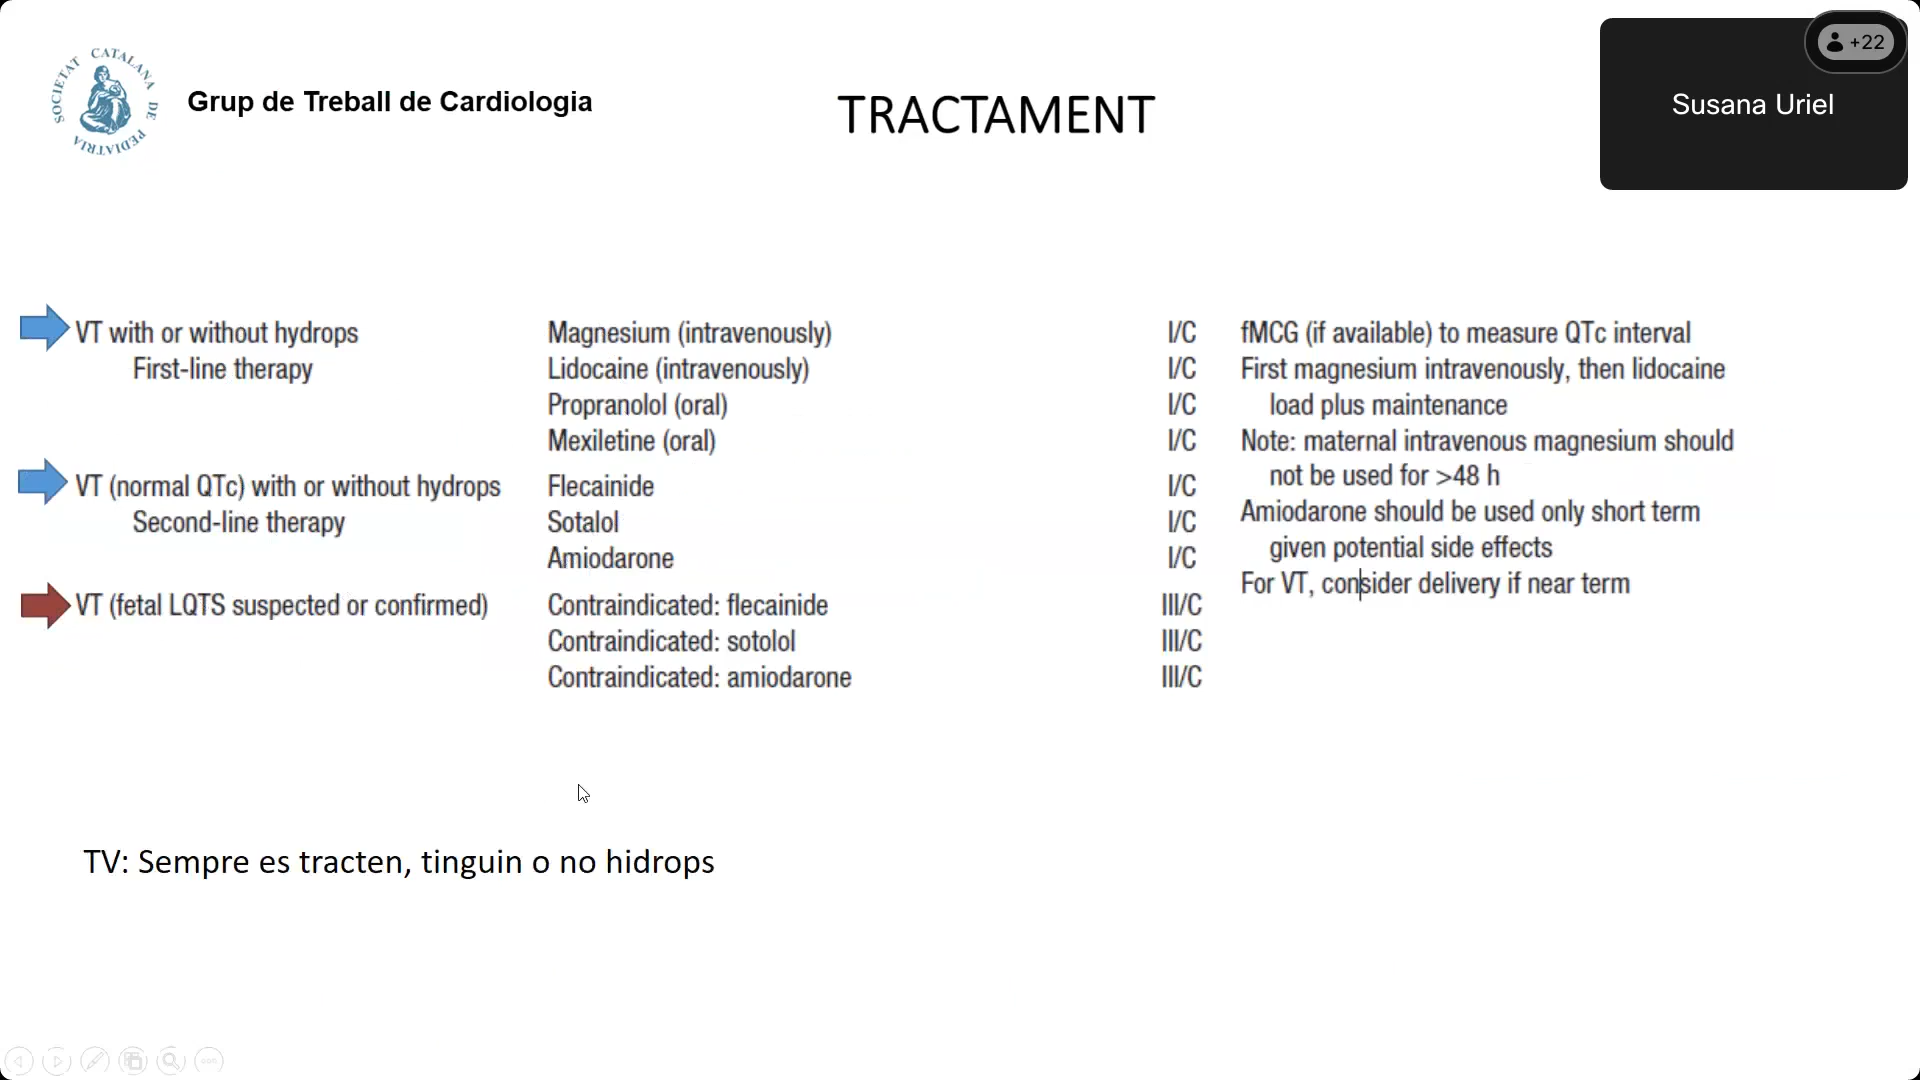 SOCIETAT CATALANA DE PEDIATRIA
Grup de Treball de Cardiologia
TRACTAMENT
+22
Susana Uriel
VT with or without hydrops Magnesium (intravenously) I/C fMCG (if available) to measure QTc interval
First-line therapy Lidocaine (intravenously) I/C First magnesium intravenously, then lidocaine
Propranolol (oral) I/C load plus maintenance
Mexiletine (oral) I/C Note: maternal intravenous magnesium should
not be used for >48 h
VT (normal QTc) with or without hydrops Flecainide I/C
Second-line therapy Sotalol I/C Amiodarone should be used only short term
Amiodarone I/C given potential side effects
For VT, consider delivery if near term
VT (fetal LQTS suspected or confirmed) Contraindicated: flecainide III/C
Contraindicated: sotolol III/C
Contraindicated: amiodarone III/C
TV: Sempre es tracten, tinguin o no hidrops